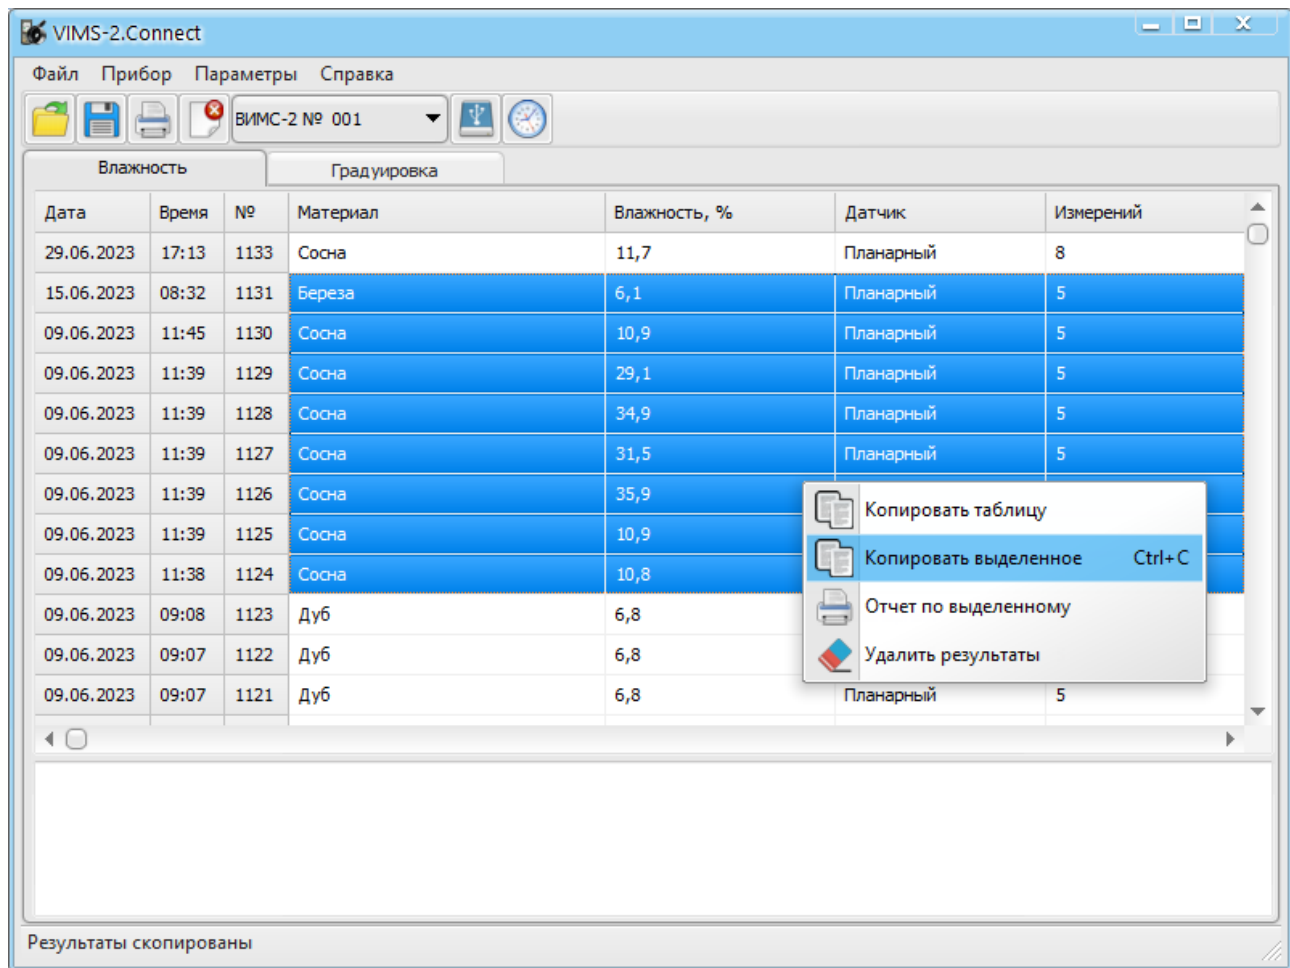 VIMS-2.Connect
Файл Прибор Параметры Справка
ВИМС-2 № 001
Влажность Градуировка
Дата Время № Материал Влажность, % Датчик Измерений
29.06.2023 17:13 1133 Сосна 11,7 Планарный 8
15.06.2023 08:32 1131 Береза 6,1 Планарный 5
09.06.2023 11:45 1130 Сосна 10,9 Планарный 5
09.06.2023 11:39 1129 Сосна 29,1 Планарный 5
09.06.2023 11:39 1128 Сосна 34,9 Планарный 5
09.06.2023 11:39 1127 Сосна 31,5 Планарный 5
09.06.2023 11:39 1126 Сосна 35,9
Копировать таблицу
09.06.2023 11:39 1125 Сосна 10,9
Копировать выделенное Ctrl+C
09.06.2023 11:38 1124 Сосна 10,8
Отчет по выделенному
09.06.2023 09:08 1123 Дуб 6,8
09.06.2023 09:07 1122 Дуб 6,8
Удалить результаты
09.06.2023 09:07 1121 Дуб 6,8 Планарный 5
Результаты скопированы